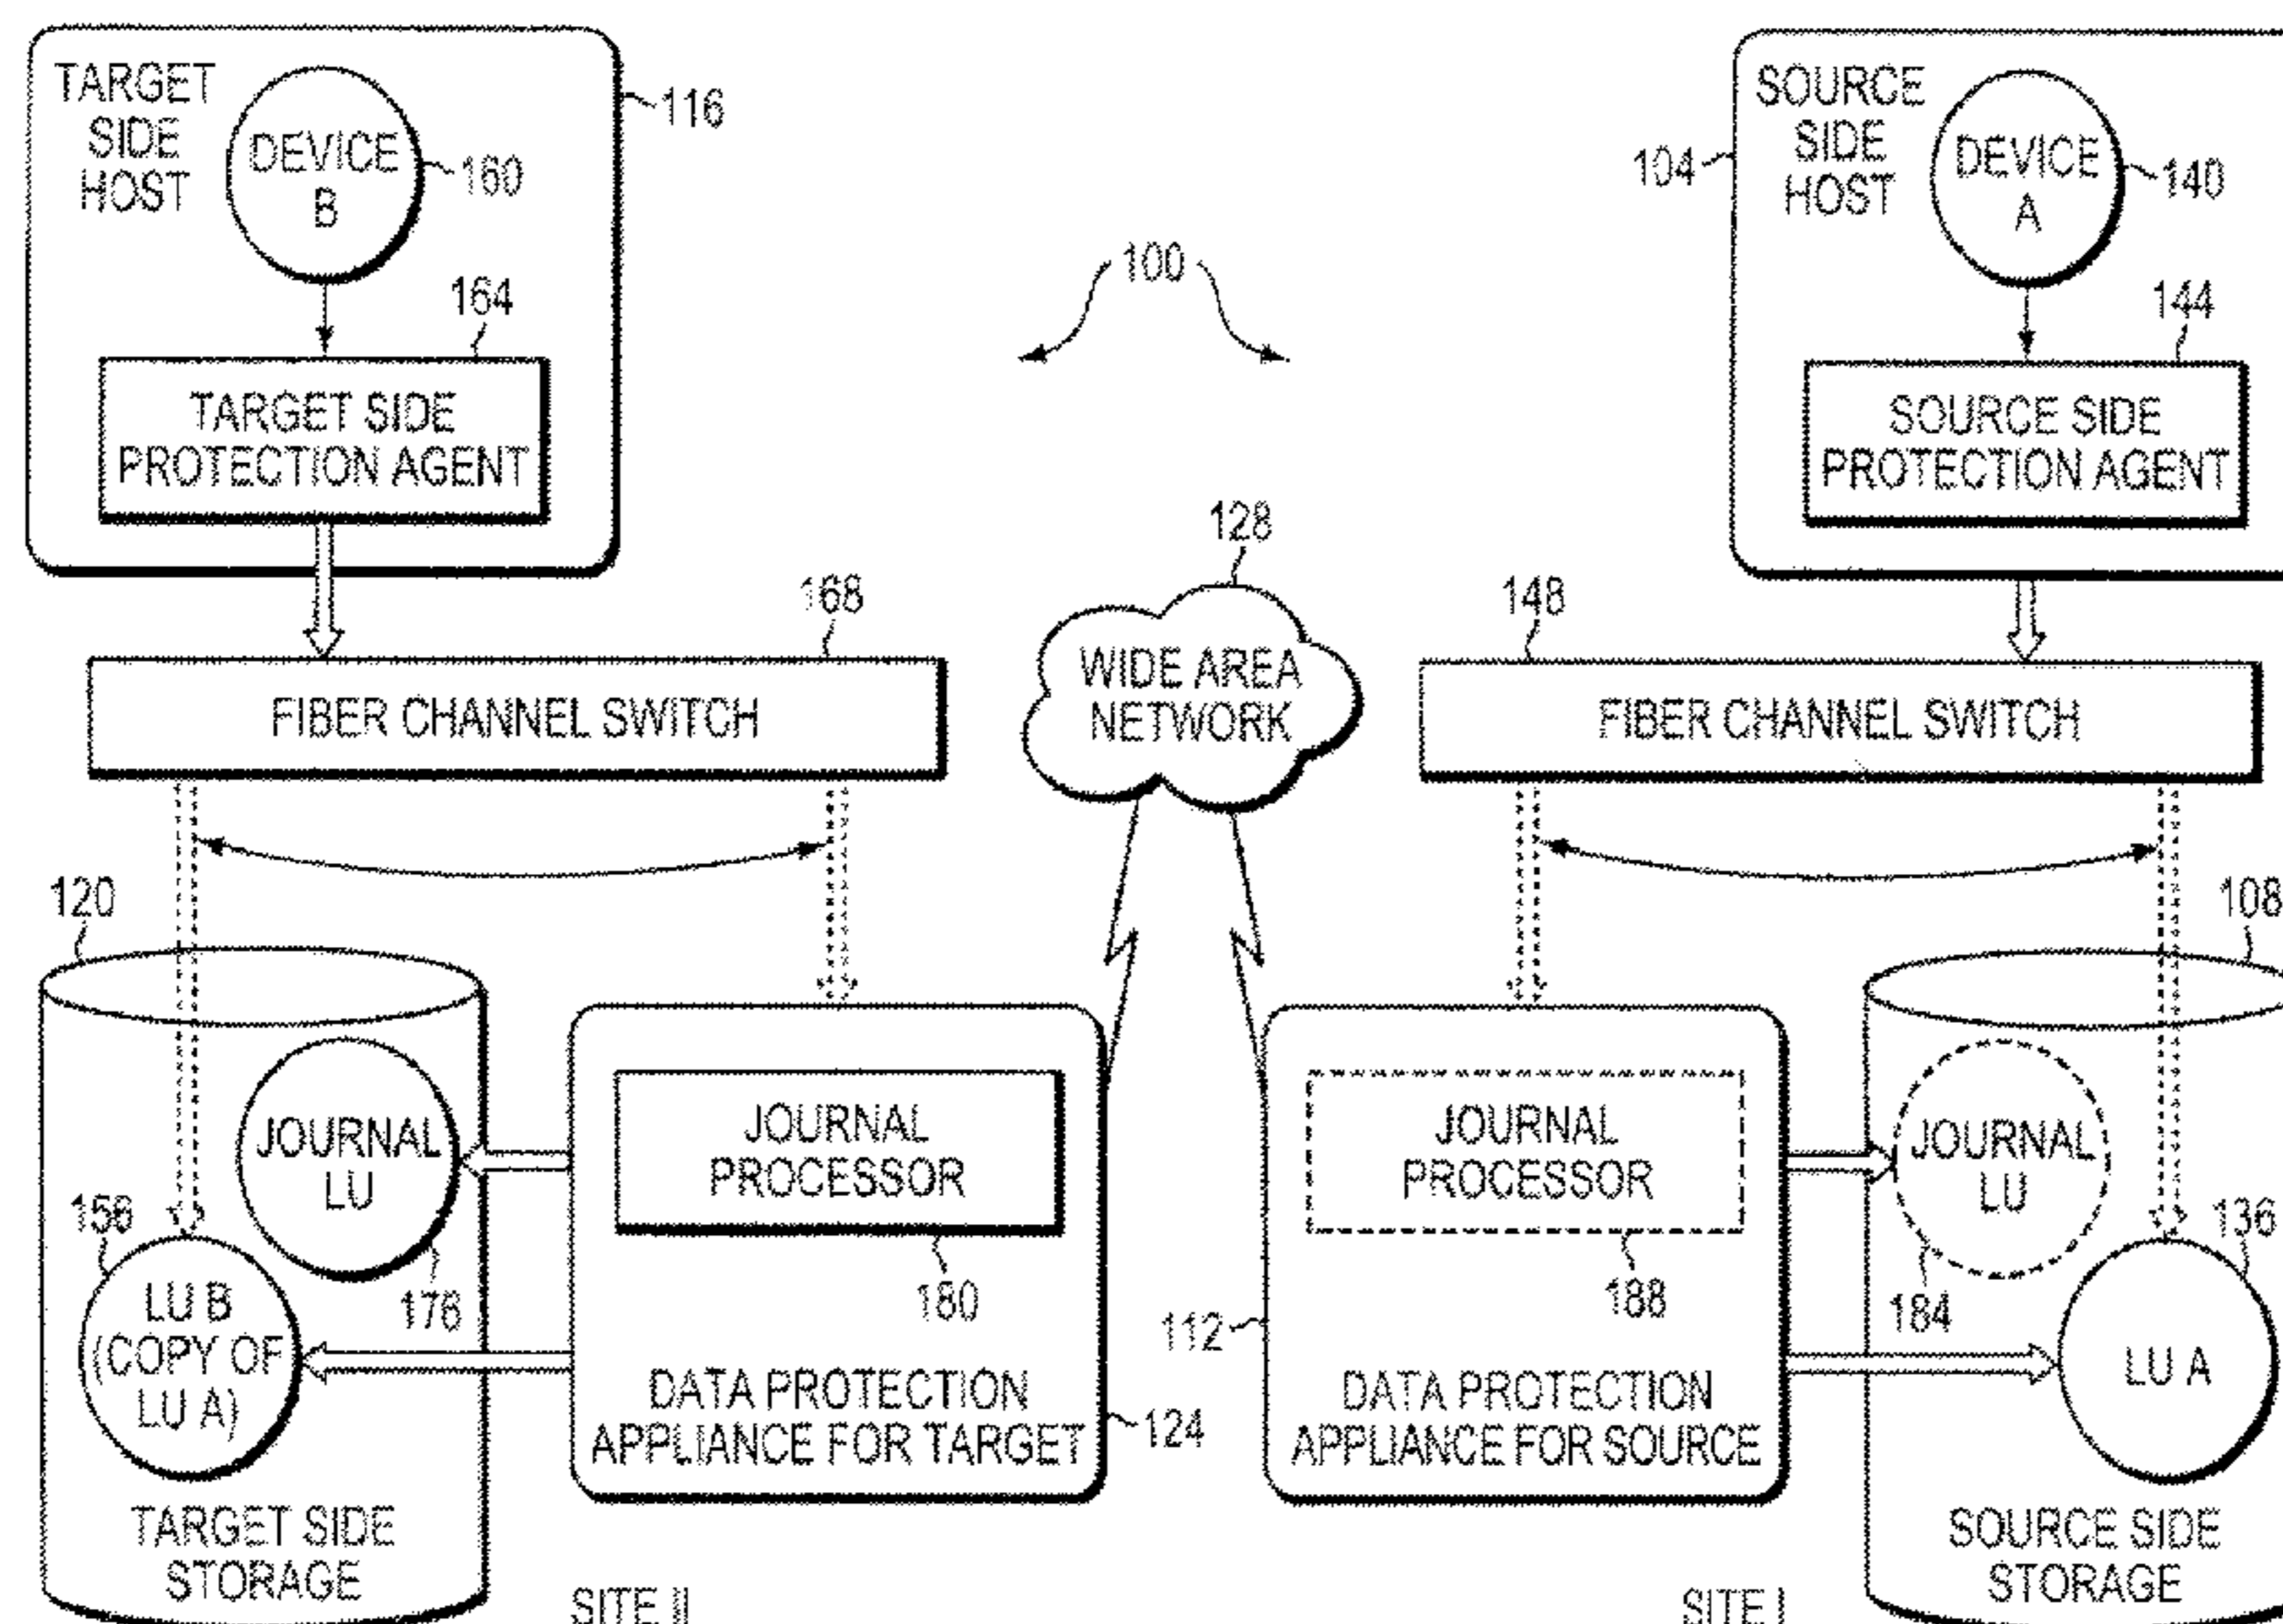 TARGET
SIDE
HOST
DEVICE
B
116
160
164
TARGET SIDE
PROTECTION AGENT
100
SOURCE
SIDE
HOST
104
DEVICE
A
140
144
SOURCE SIDE
PROTECTION AGENT
128
WIDE AREA
NETWORK
168
FIBER CHANNEL SWITCH
148
FIBER CHANNEL SWITCH
120
JOURNAL
LU
176
156
LU B
(COPY OF
LU A)
TARGET SIDE
STORAGE
JOURNAL
PROCESSOR
180
DATA PROTECTION
APPLIANCE FOR TARGET
124
SITE II
112
JOURNAL
PROCESSOR
188
DATA PROTECTION
APPLIANCE FOR SOURCE
108
JOURNAL
LU
184
136
LU A
SOURCE SIDE
STORAGE
SITE I